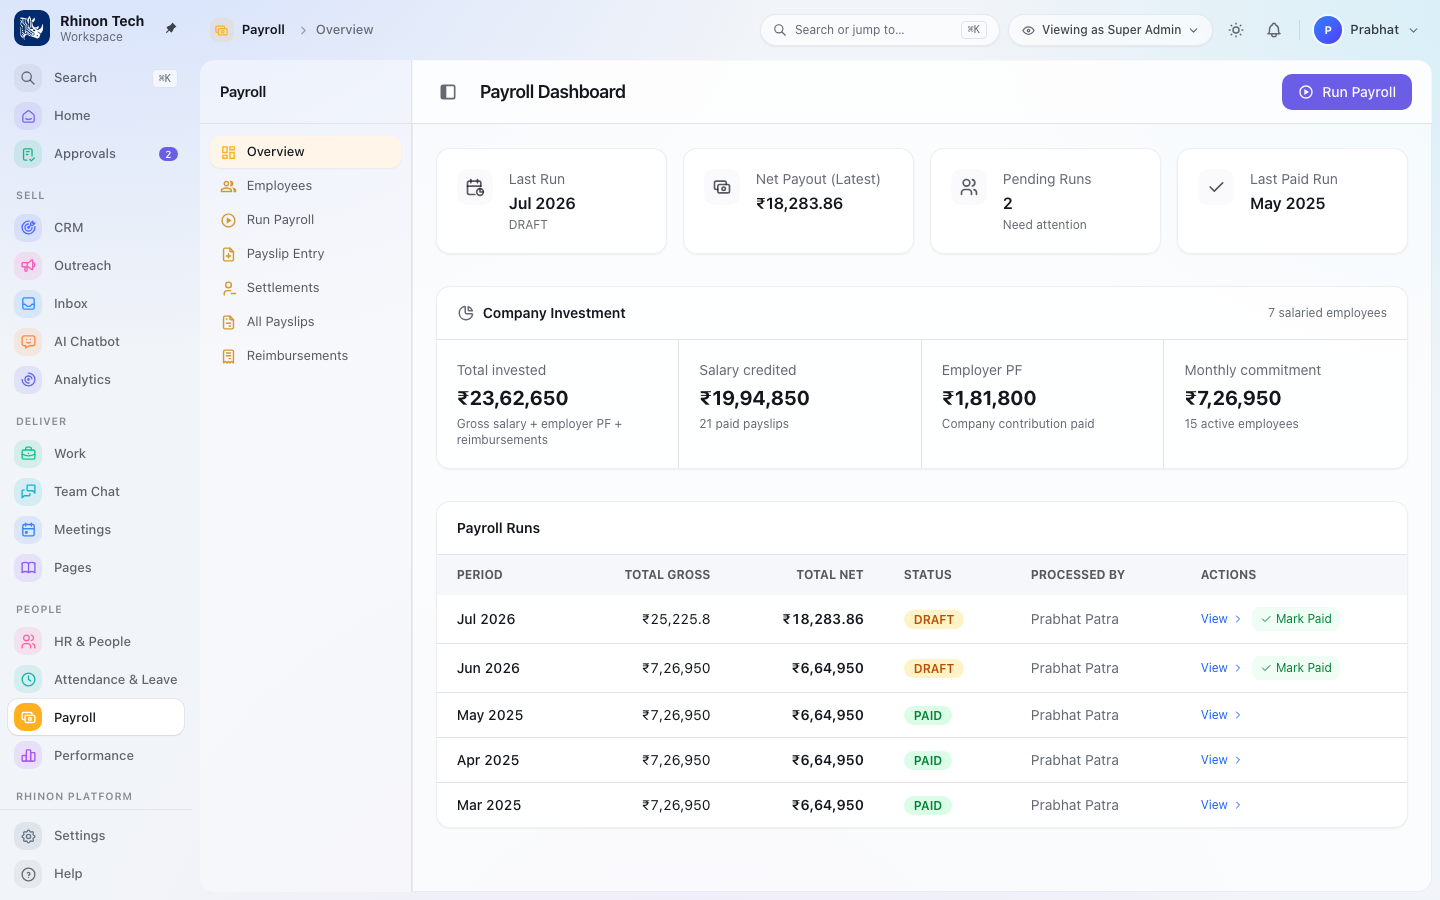 Rhinon Tech
Workspace
Payroll
Overview
Search or jump to...
⌘K
Viewing as Super Admin
P
Prabhat
Search
⌘K
Home
Approvals
2
SELL
CRM
Outreach
Inbox
AI Chatbot
Analytics
DELIVER
Work
Team Chat
Meetings
Pages
PEOPLE
HR & People
Attendance & Leave
Payroll
Performance
RHINON PLATFORM
Settings
Help
Payroll
Overview
Employees
Run Payroll
Payslip Entry
Settlements
All Payslips
Reimbursements
Payroll Dashboard
Run Payroll
Last Run
Jul 2026
DRAFT
Net Payout (Latest)
₹18,283.86
Pending Runs
2
Need attention
Last Paid Run
May 2025
Company Investment
7 salaried employees
Total invested
₹23,62,650
Gross salary + employer PF +
reimbursements
Salary credited
₹19,94,850
21 paid payslips
Employer PF
₹1,81,800
Company contribution paid
Monthly commitment
₹7,26,950
15 active employees
Payroll Runs
PERIOD TOTAL GROSS TOTAL NET STATUS PROCESSED BY ACTIONS
Jul 2026 ₹25,225.8 ₹18,283.86 DRAFT Prabhat Patra View Mark Paid
Jun 2026 ₹7,26,950 ₹6,64,950 DRAFT Prabhat Patra View Mark Paid
May 2025 ₹7,26,950 ₹6,64,950 PAID Prabhat Patra View
Apr 2025 ₹7,26,950 ₹6,64,950 PAID Prabhat Patra View
Mar 2025 ₹7,26,950 ₹6,64,950 PAID Prabhat Patra View